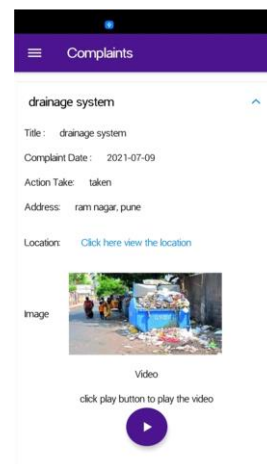 Complaints
drainage system
Title : drainage system
Complaint Date : 2021-07-09
Action Take: taken
Address: ram nagar, pune
Location: Click here view the location
Image
Video
click play button to play the video